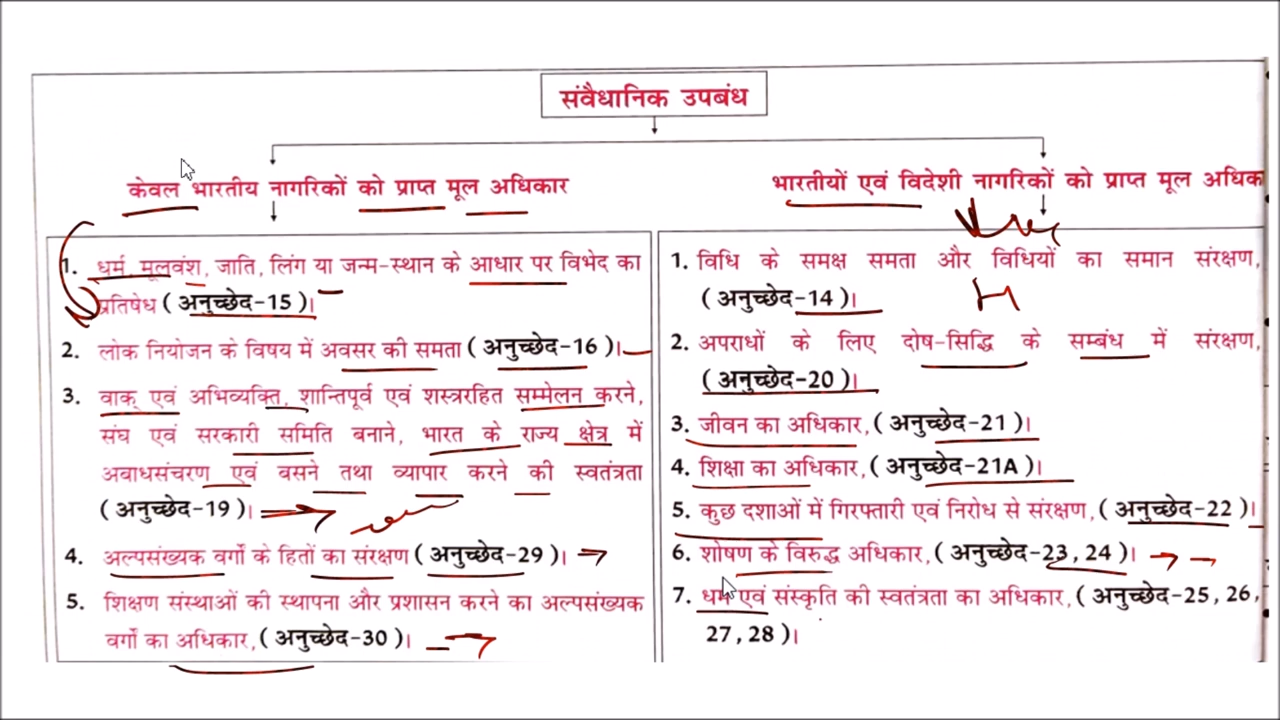 संवैधानिक उपबंध
केवल भारतीय नागरिकों को प्राप्त मूल अधिकार
1. धर्म मूलवंश, जाति, लिंग या जन्म-स्थान के आधार पर विभेद का
प्रतिषेध (अनुच्छेद-15)।
2. लोक नियोजन के विषय में अवसर की समता (अनुच्छेद-16)।
3. वाक् एवं अभिव्यक्ति, शान्तिपूर्व एवं शस्त्ररहित सम्मेलन करने,
संघ एवं सरकारी समिति बनाने, भारत के राज्य क्षेत्र में
अबाधसंचरण एवं बसने तथा व्यापार करने की स्वतंत्रता
(अनुच्छेद-19)।
4. अल्पसंख्यक वर्गो के हितों का संरक्षण (अनुच्छेद-29)।
5. शिक्षण संस्थाओं की स्थापना और प्रशासन करने का अल्पसंख्यक
वर्गो का अधिकार, (अनुच्छेद-30)।
भारतीयों एवं विदेशी नागरिकों को प्राप्त मूल अधिक
1. विधि के समक्ष समता और विधियों का समान संरक्षण,
(अनुच्छेद-14)।
2. अपराधों के लिए दोष-सिद्धि के सम्बंध में संरक्षण,
(अनुच्छेद-20)।
3. जीवन का अधिकार, (अनुच्छेद-21)।
4. शिक्षा का अधिकार, (अनुच्छेद-21A)।
5. कुछ दशाओं में गिरफ्तारी एवं निरोध से संरक्षण, (अनुच्छेद-22)।
6. शोषण के विरुद्ध अधिकार, (अनुच्छेद-23, 24)।
7. धर्म एवं संस्कृति की स्वतंत्रता का अधिकार, (अनुच्छेद-25, 26,
27, 28)।